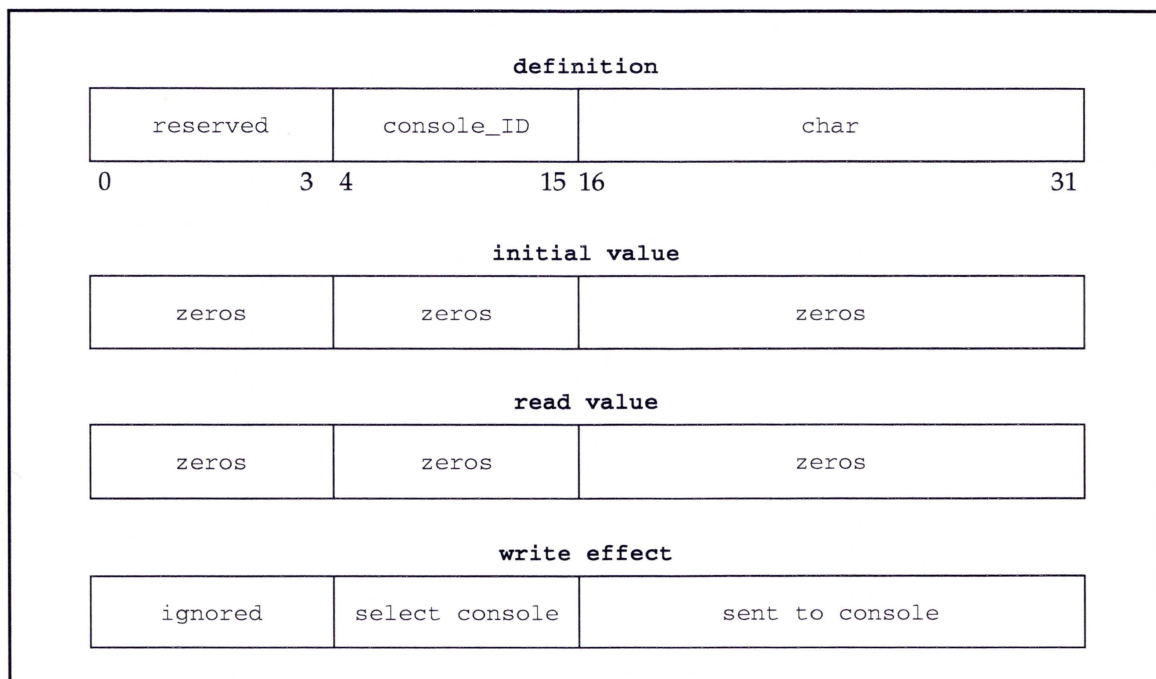 definition
reserved console_ID char
0 3 4 15 16 31
initial value
zeros zeros zeros
read value
zeros zeros zeros
write effect
ignored select console sent to console